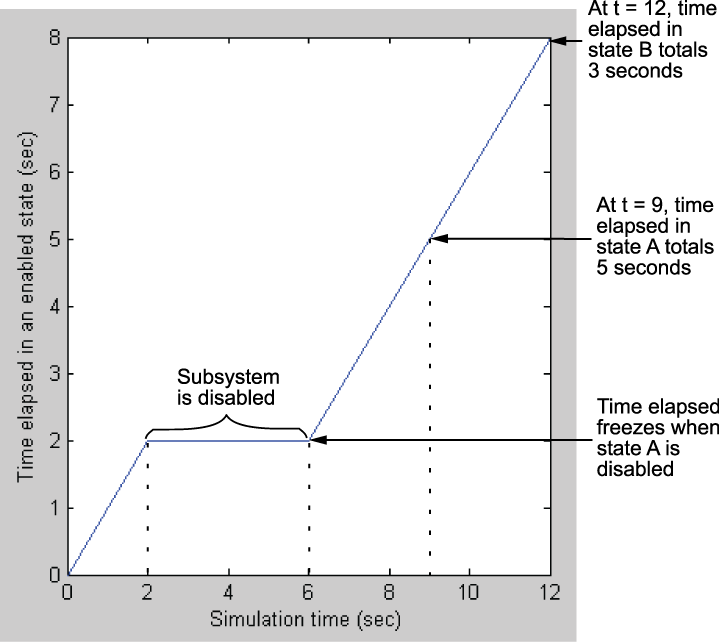 At t = 12, time
elapsed in
state B totals
3 seconds
8
7
6
5
4
3
2
1
0
Time elapsed in an enabled state (sec)
At t = 9, time
elapsed in
state A totals
5 seconds
Subsystem
is disabled
Time elapsed
freezes when
state A is
disabled
0 2 4 6 8 10 12
Simulation time (sec)